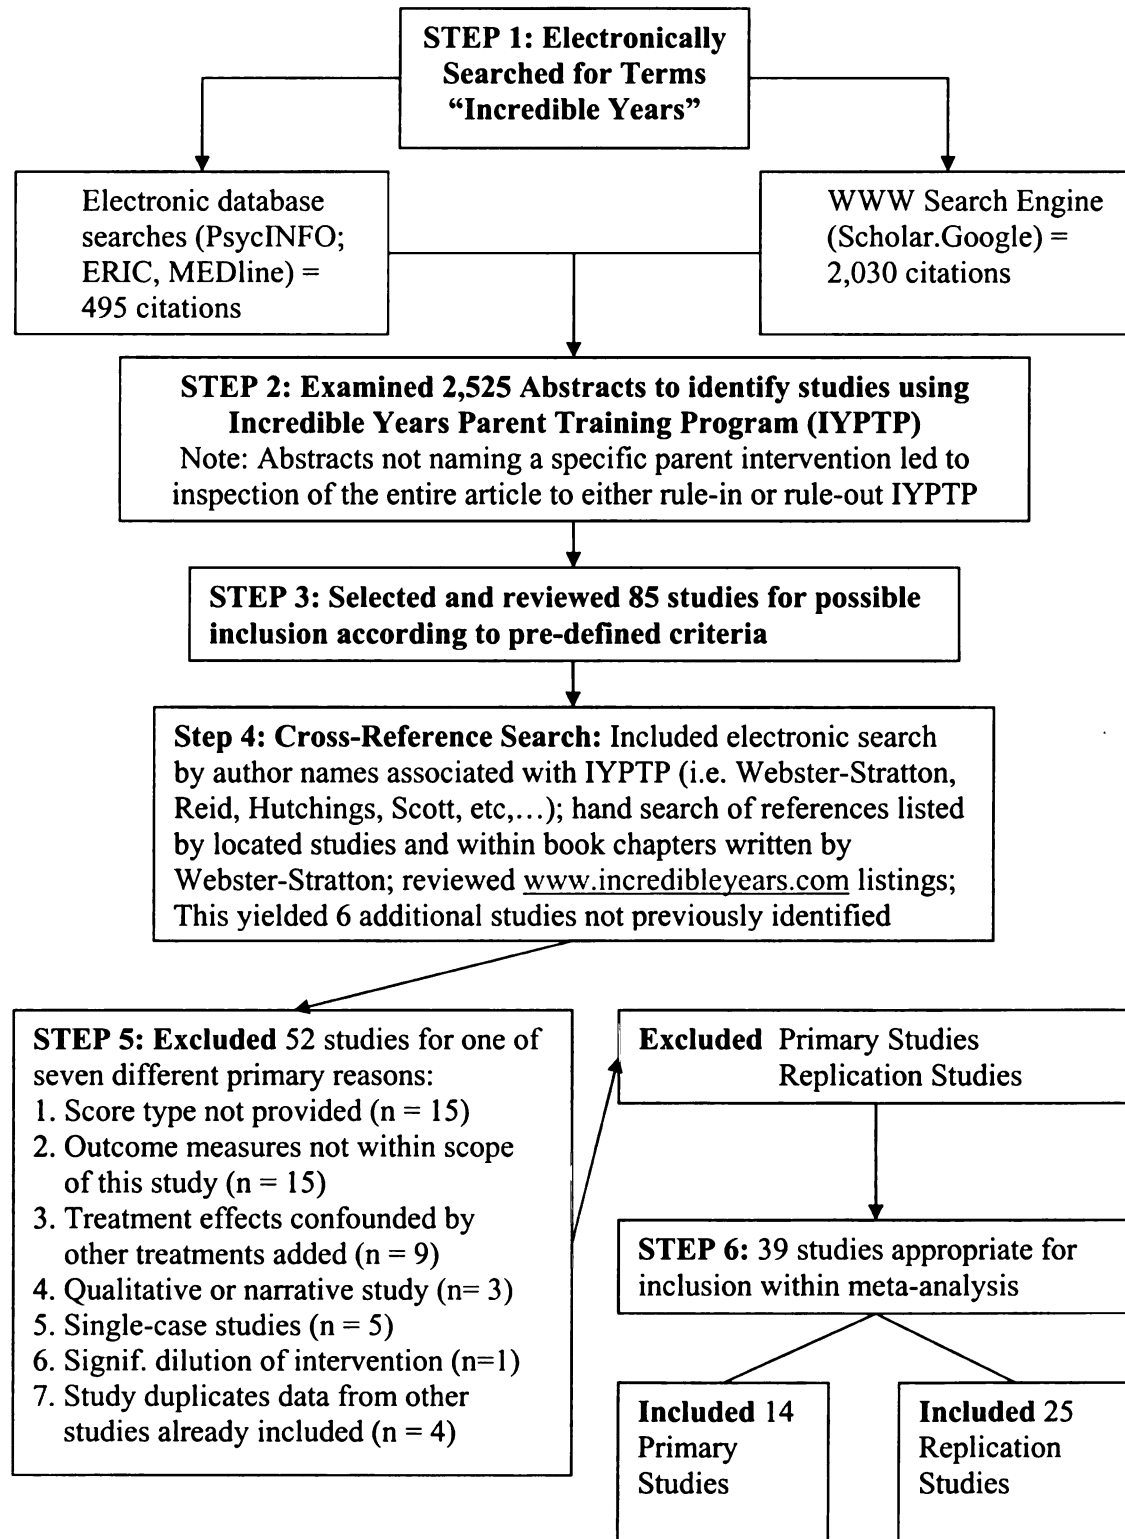 STEP 1: Electronically
Searched for Terms
“Incredible Years”
Electronic database
searches (PsycINFO;
ERIC, MEDline) =
495 citations
WWW Search Engine
(Scholar.Google) =
2,030 citations
STEP 2: Examined 2,525 Abstracts to identify studies using
Incredible Years Parent Training Program (IYPTP)
Note: Abstracts not naming a specific parent intervention led to
inspection of the entire article to either rule-in or rule-out IYPTP
STEP 3: Selected and reviewed 85 studies for possible
inclusion according to pre-defined criteria
Step 4: Cross-Reference Search: Included electronic search
by author names associated with IYPTP (i.e. Webster-Stratton,
Reid, Hutchings, Scott, etc,…); hand search of references listed
by located studies and within book chapters written by
Webster-Stratton; reviewed www.incredibleyears.com listings;
This yielded 6 additional studies not previously identified
STEP 5: Excluded 52 studies for one of
seven different primary reasons:
1. Score type not provided (n = 15)
2. Outcome measures not within scope
of this study (n = 15)
3. Treatment effects confounded by
other treatments added (n = 9)
4. Qualitative or narrative study (n= 3)
5. Single-case studies (n = 5)
6. Signif. dilution of intervention (n=1)
7. Study duplicates data from other
studies already included (n = 4)
Excluded Primary Studies
Replication Studies
STEP 6: 39 studies appropriate for
inclusion within meta-analysis
Included 14
Primary
Studies
Included 25
Replication
Studies